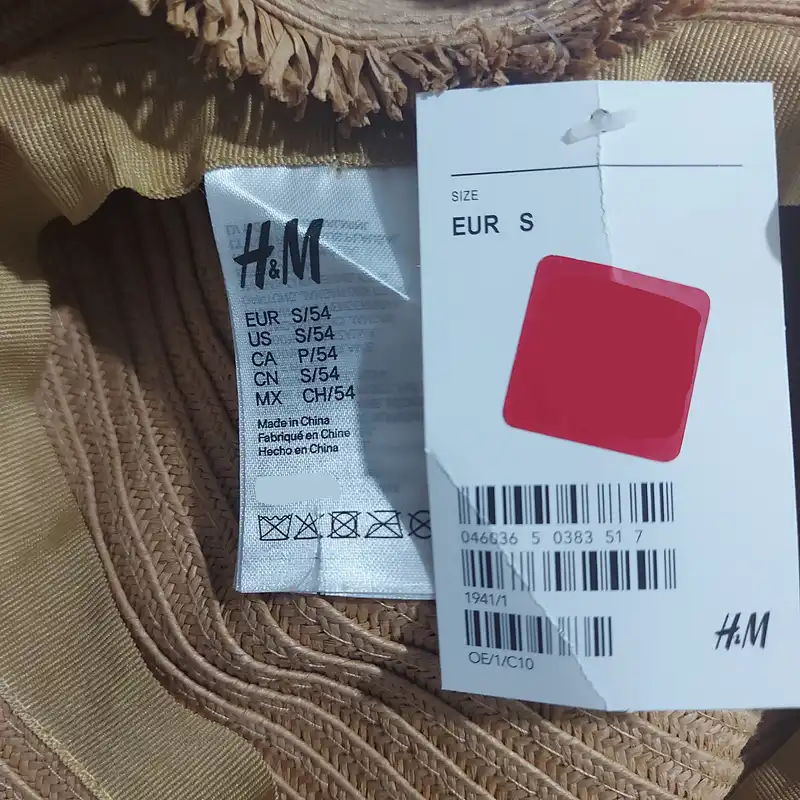 H&M
EUR S/54
US S/54
CA P/54
CN S/54
MX CH/54
Made in China
Fabriqué en Chine
Hecho en China
SIZE
EUR S
046036 5 0383 51 7
1941/1
OE/1/C10
H&M